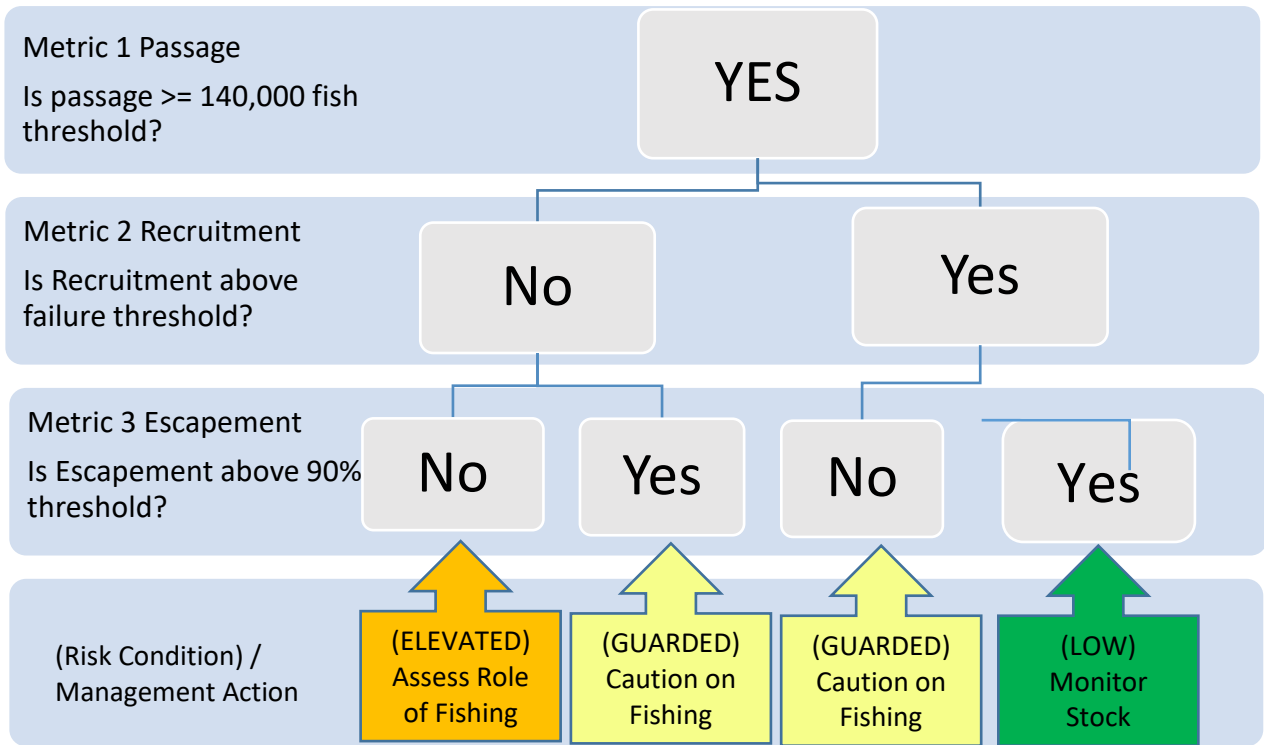 Metric 1 Passage
Is passage >= 140,000 fish
threshold?
YES
Metric 2 Recruitment
Is Recruitment above
failure threshold?
No
Yes
Metric 3 Escapement
Is Escapement above 90%
threshold?
No
Yes
No
Yes
(Risk Condition) /
Management Action
(ELEVATED)
Assess Role
of Fishing
(GUARDED)
Caution on
Fishing
(GUARDED)
Caution on
Fishing
(LOW)
Monitor
Stock